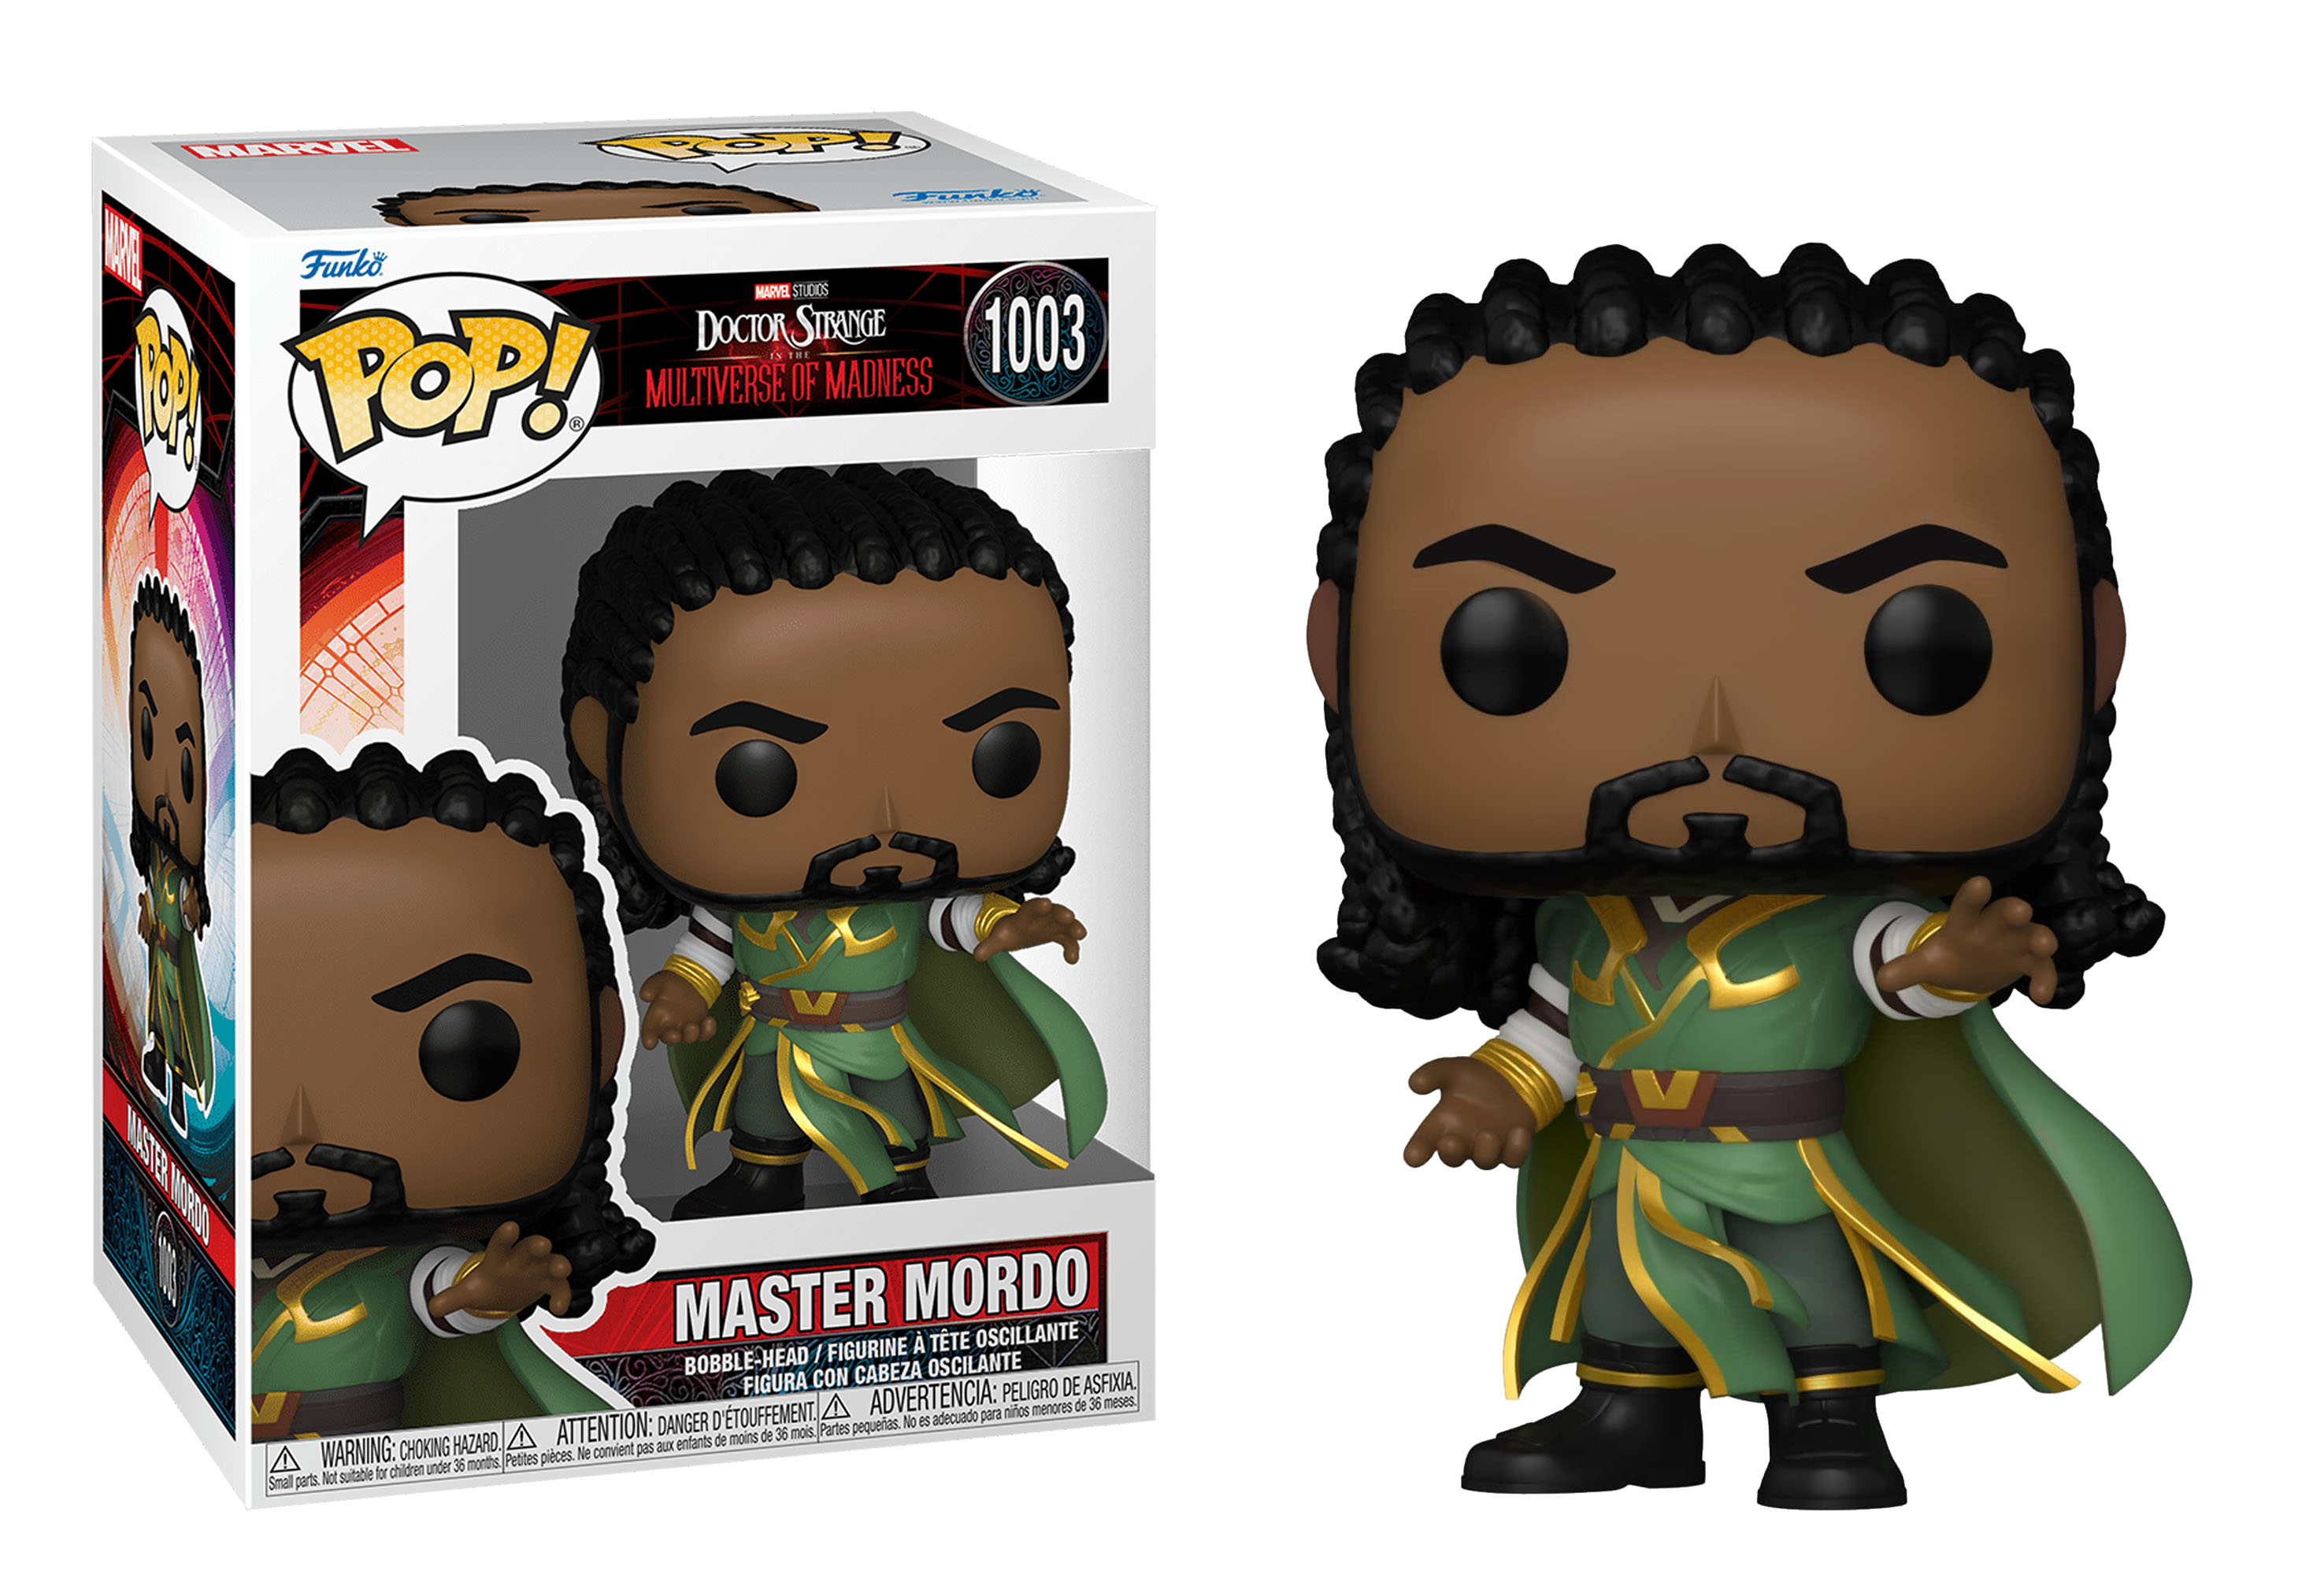 MARVEL
POP!
Funko
MARVEL
POP!
MASTER MORDO
1003
Funko
POP!®
MARVEL STUDIOS
DOCTOR STRANGE
IN THE
MULTIVERSE OF MADNESS
1003
MASTER MORDO
BOBBLE-HEAD / FIGURINE À TÊTE OSCILLANTE
FIGURA CON CABEZA OSCILANTE
WARNING: CHOKING HAZARD.
Small parts. Not suitable for children under 36 months.
ATTENTION: DANGER D'ÉTOUFFEMENT.
Petites pièces. Ne convient pas aux enfants de moins de 36 mois.
ADVERTENCIA: PELIGRO DE ASFIXIA.
Partes pequeñas. No es adecuado para niños menores de 36 meses.